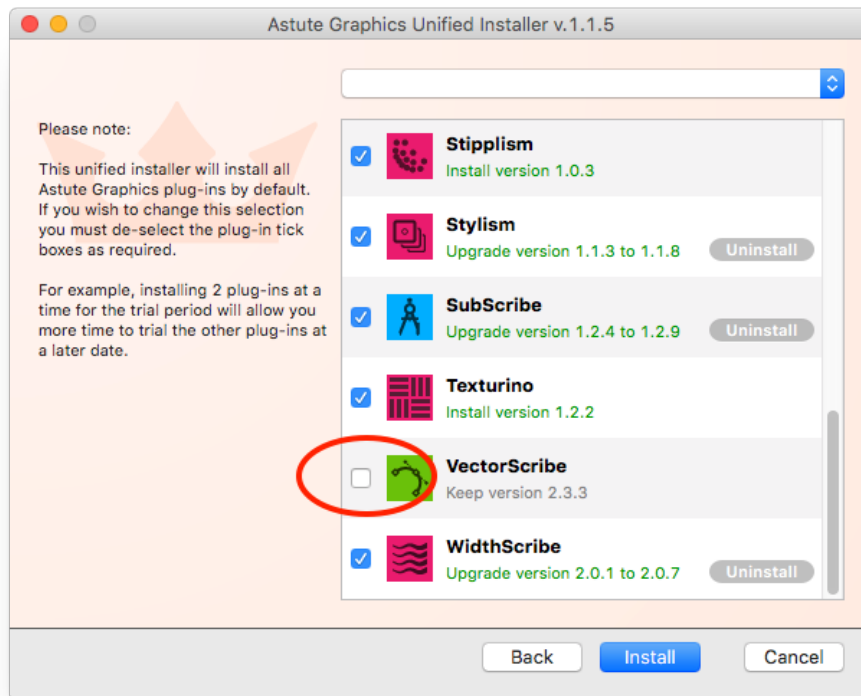 Astute Graphics Unified Installer v.1.1.5
Please note:
This unified installer will install all
Astute Graphics plug-ins by default.
If you wish to change this selection
you must de-select the plug-in tick
boxes as required.
For example, installing 2 plug-ins at a
time for the trial period will allow you
more time to trial the other plug-ins at
a later date.
Stipplism
Install version 1.0.3
Stylism
Upgrade version 1.1.3 to 1.1.8
Uninstall
SubScribe
Upgrade version 1.2.4 to 1.2.9
Uninstall
Texturino
Install version 1.2.2
VectorScribe
Keep version 2.3.3
WidthScribe
Upgrade version 2.0.1 to 2.0.7
Uninstall
Back
Install
Cancel